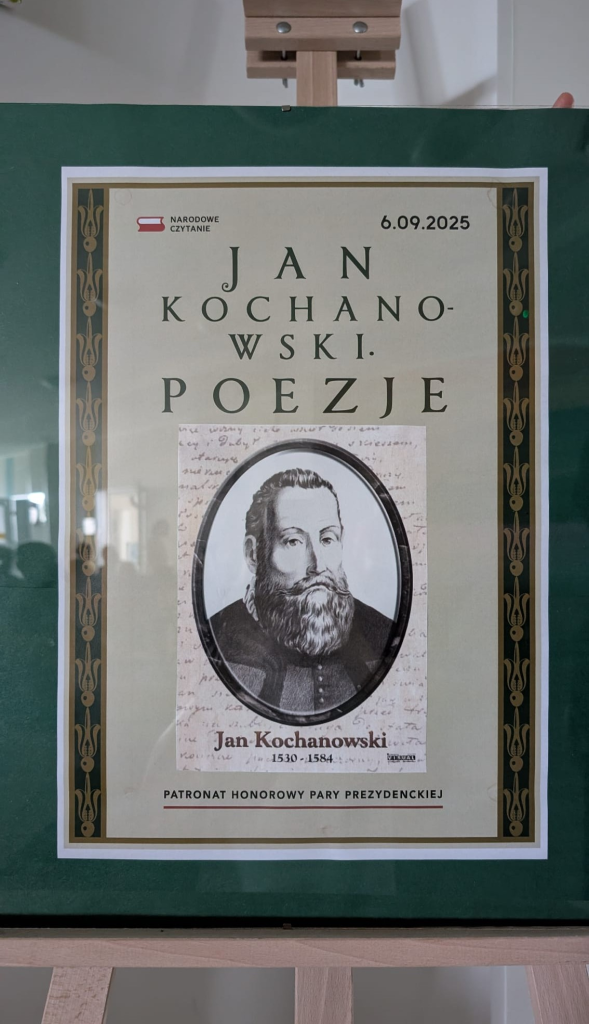 NARODOWE
CZYTANIE
6.09.2025
JAN
KOCHANO-
WSKI.
POEZJE
Jan Kochanowski
1530 - 1584
PATRONAT HONOROWY PARY PREZYDENCKIEJ